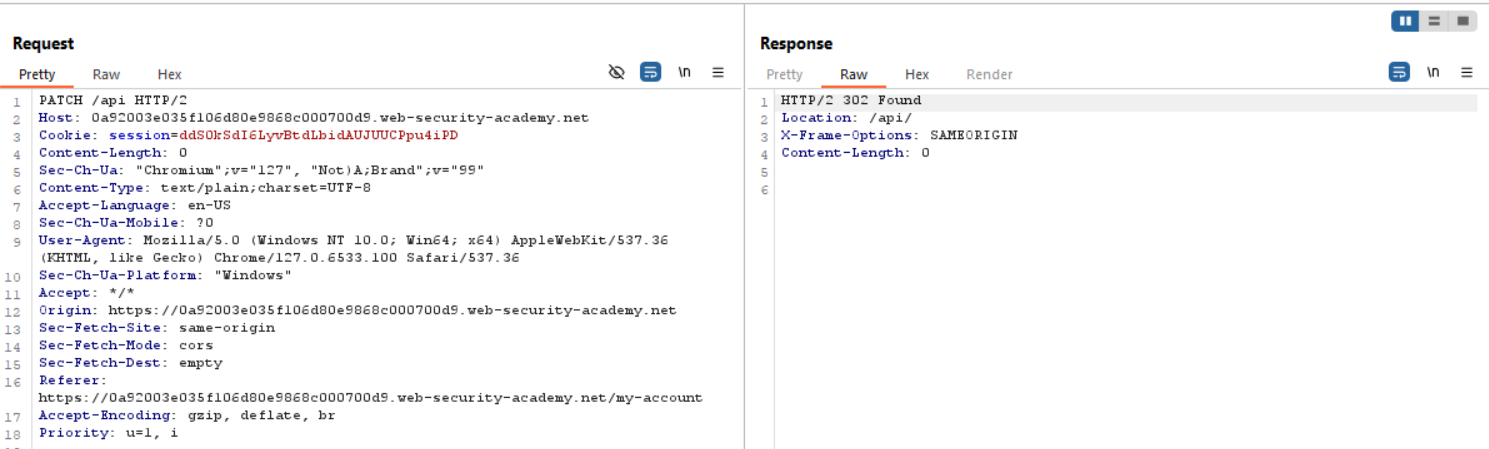 Request
Pretty Raw Hex \n
1 PATCH /api HTTP/2
2 Host: 0a92003e035f106d80e9868c000700d9.web-security-academy.net
3 Cookie: session=ddSOkSdI6LyvBtdLbidAUJUUCPpu4iPD
4 Content-Length: 0
5 Sec-Ch-Ua: "Chromium";v="127", "Not)A;Brand";v="99"
6 Content-Type: text/plain;charset=UTF-8
7 Accept-Language: en-US
8 Sec-Ch-Ua-Mobile: ?0
9 User-Agent: Mozilla/5.0 (Windows NT 10.0; Win64; x64) AppleWebKit/537.36
(KHTML, like Gecko) Chrome/127.0.6533.100 Safari/537.36
10 Sec-Ch-Ua-Platform: "Windows"
11 Accept: */*
12 Origin: https://0a92003e035f106d80e9868c000700d9.web-security-academy.net
13 Sec-Fetch-Site: same-origin
14 Sec-Fetch-Mode: cors
15 Sec-Fetch-Dest: empty
16 Referer:
https://0a92003e035f106d80e9868c000700d9.web-security-academy.net/my-account
17 Accept-Encoding: gzip, deflate, br
18 Priority: u=1, i
Response
Pretty Raw Hex Render \n
1 HTTP/2 302 Found
2 Location: /api/
3 X-Frame-Options: SAMEORIGIN
4 Content-Length: 0
5
6